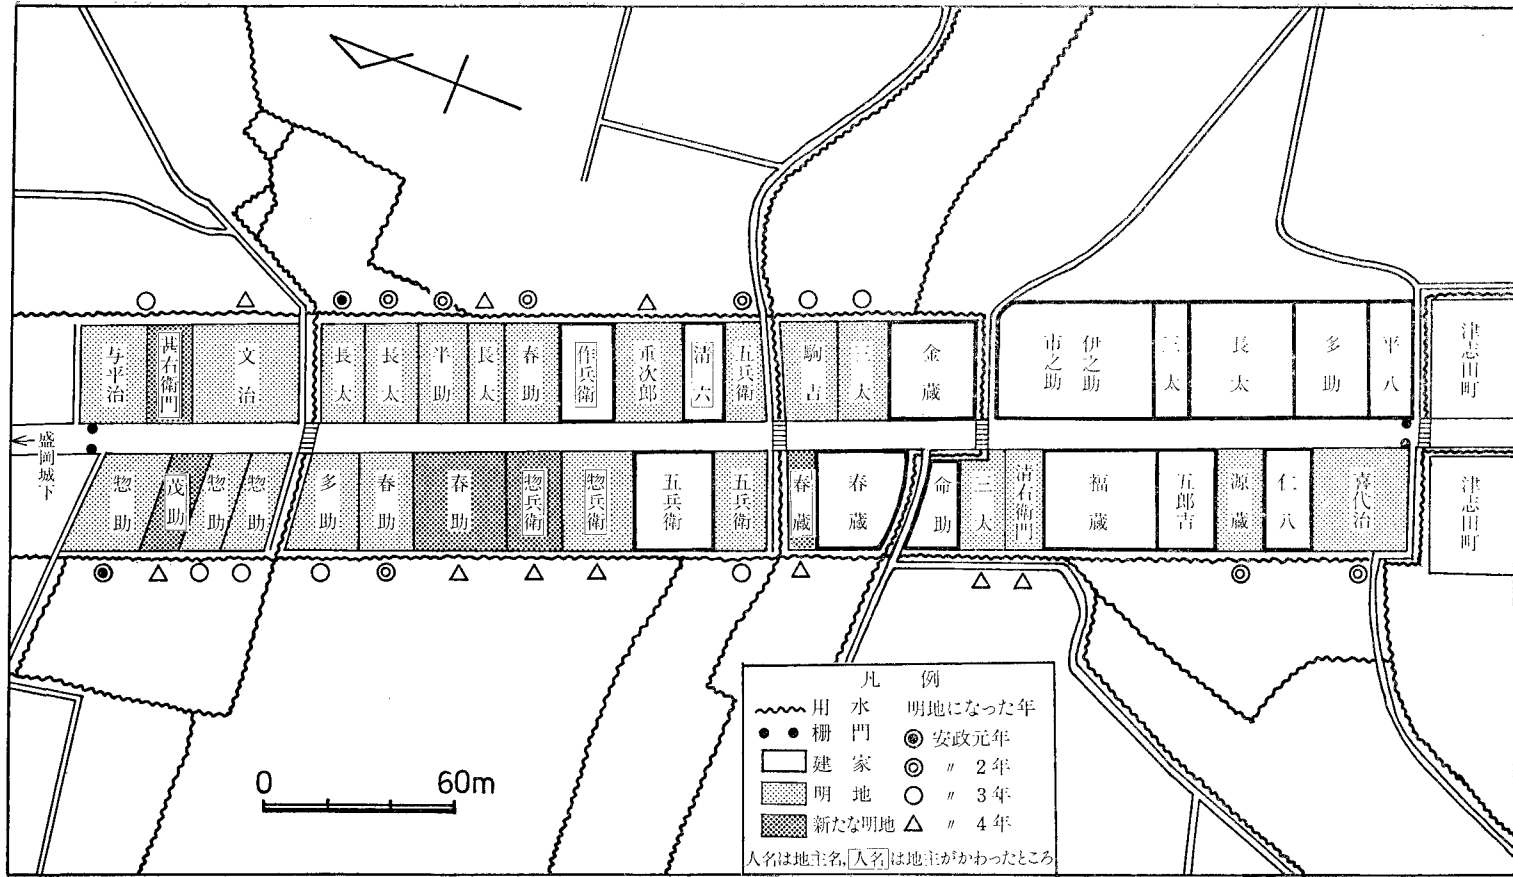 与平治
甚右衛門
文治
長太
長太
半助
長太
春助
作兵衛
重次郎
清六
五兵衛
駒吉
三太
金蔵
市之助
伊之助
三太
長太
多助
平八
津志田町
盛岡城下
惣助
茂助
惣助
惣助
多助
春助
春助
惣兵衛
惣兵衛
五兵衛
五兵衛
春蔵
春蔵
命助
三太
清右衛門
福蔵
五郎吉
源蔵
仁八
喜代治
津志田町
0 60m
凡例
用水 明地になった年
柵門 安政元年
建家 〃 2年
明地 〃 3年
新たな明地 〃 4年
人名は地主名,人名は地主がかわったところ